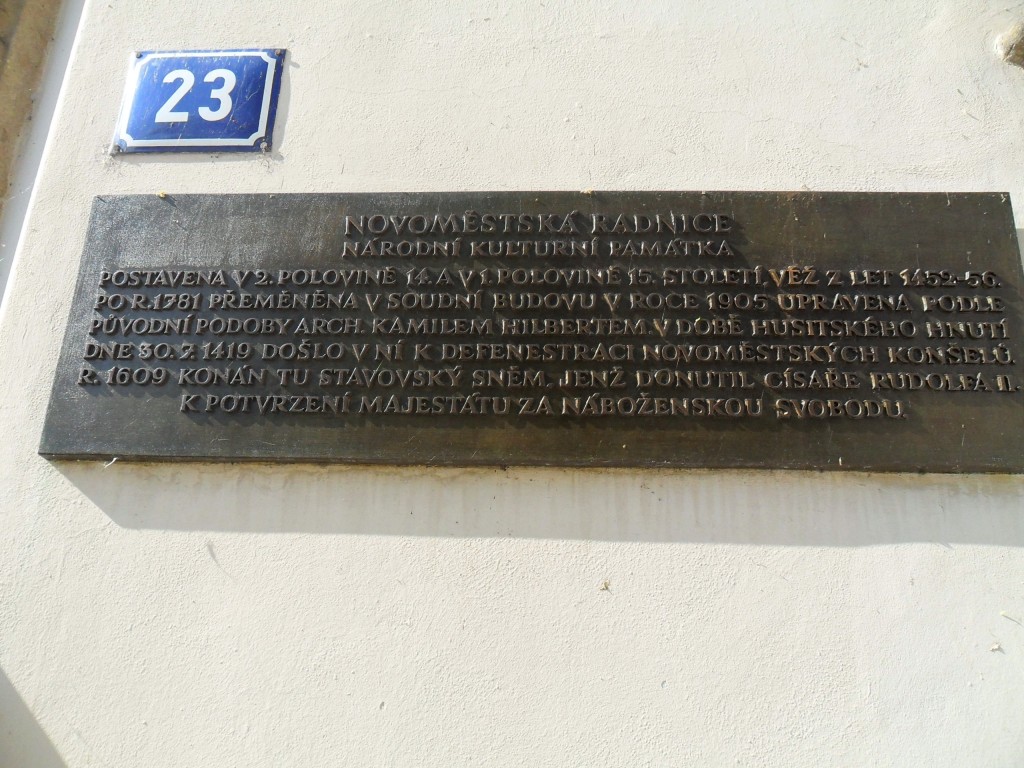 23
NOVOMĚSTSKÁ RADNICE
NÁRODNÍ KULTURNÍ PAMÁTKA
POSTAVENA V 2. POLOVINĚ 14. A V 1. POLOVINĚ 15. STOLETÍ, VĚŽ Z LET 1452-56.
PO R. 1781 PŘEMĚNĚNA V SOUDNÍ BUDOVU V ROCE 1905 UPRAVENA PODLE
PŮVODNÍ PODOBY ARCH. KAMILEM HILBERTEM. V DOBĚ HUSITSKÉHO HNUTÍ
DNE 30. 7. 1419 DOŠLO V NÍ K DEFENESTRACI NOVOMĚSTSKÝCH KONŠELŮ.
R. 1609 KONÁN TU STAVOVSKÝ SNĚM, JENŽ DONUTIL CÍSAŘE RUDOLFA II.
K POTVRZENÍ MAJESTÁTU ZA NÁBOŽENSKOU SVOBODU.